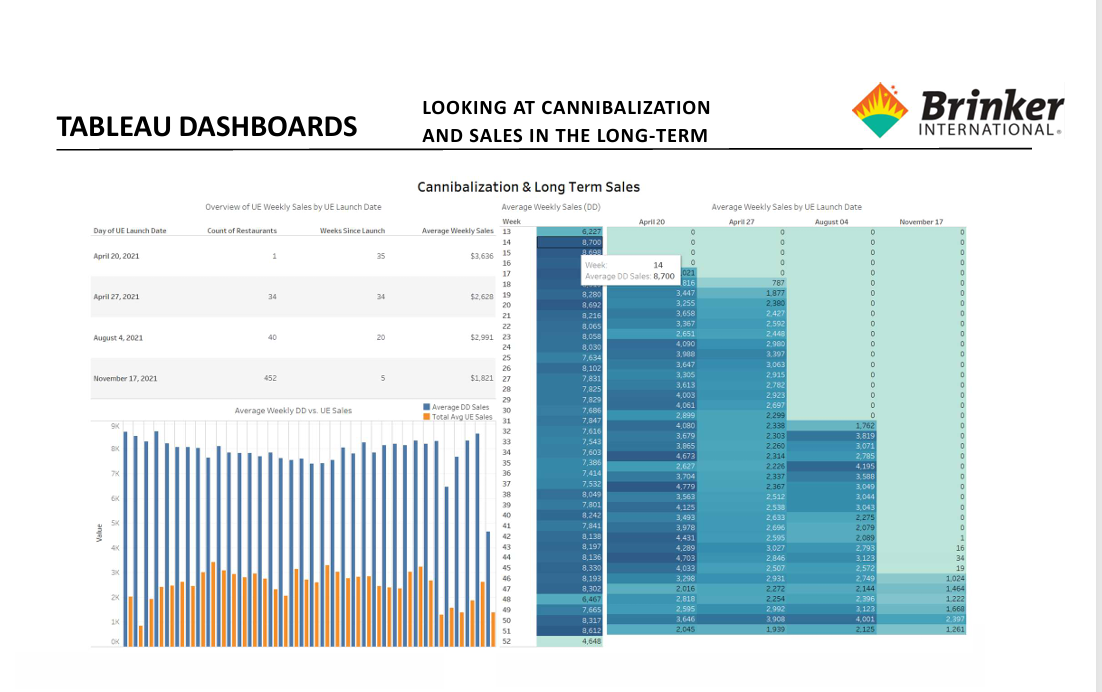 TABLEAU DASHBOARDS
LOOKING AT CANNIBALIZATION
AND SALES IN THE LONG-TERM
Brinker
INTERNATIONAL®
Cannibalization & Long Term Sales
Overview of UE Weekly Sales by UE Launch Date
Day of UE Launch Date Count of Restaurants Weeks Since Launch Average Weekly Sales
April 20, 2021 1 35 $3,636
April 27, 2021 34 34 $2,628
August 4, 2021 40 20 $2,991
November 17, 2021 452 5 $1,821
Average Weekly DD vs. UE Sales
Average DD Sales
Total Avg UE Sales
9K
8K
7K
6K
5K
4K
3K
2K
1K
0K
Value
Average Weekly Sales (DD)
Week
13 6,227
14 8,700
15 8,698
16
17
18
19 8,280
20 8,692
21 8,216
22 8,065
23 8,058
24 8,030
25 7,634
26 8,102
27 7,831
28 7,825
29 7,829
30 7,686
31 7,847
32 7,616
33 7,543
34 7,603
35 7,386
36 7,414
37 7,532
38 8,049
39 7,801
40 8,242
41 7,841
42 8,138
43 8,197
44 8,136
45 8,330
46 8,193
47 8,302
48 6,467
49 7,665
50 8,317
51 8,612
52 4,648
Week: 14
Average DD Sales: 8,700
Average Weekly Sales by UE Launch Date
April 20 April 27 August 04 November 17
0 0 0 0
0 0 0 0
0 0 0 0
0 0 0 0
021 0 0 0
816 787 0 0
3,447 1,877 0 0
3,255 2,380 0 0
3,658 2,427 0 0
3,367 2,592 0 0
2,651 2,448 0 0
4,090 2,980 0 0
3,988 3,397 0 0
3,647 3,063 0 0
3,305 2,915 0 0
3,613 2,782 0 0
4,003 2,923 0 0
4,061 2,697 0 0
2,899 2,299 0 0
4,080 2,338 1,762 0
3,679 2,303 3,819 0
3,865 2,260 3,071 0
4,673 2,314 2,785 0
2,627 2,226 4,195 0
3,704 2,337 3,588 0
4,779 2,367 3,049 0
3,563 2,512 3,044 0
4,125 2,538 3,043 0
3,493 2,633 2,275 0
3,978 2,696 2,079 0
4,431 2,595 2,089 1
4,289 3,027 2,793 16
4,703 2,846 3,123 34
4,033 2,507 2,572 19
3,298 2,931 2,749 1,024
2,016 2,272 2,144 1,464
2,818 2,254 2,396 1,222
2,595 2,992 3,123 1,668
3,646 3,908 4,001 2,397
2,045 1,939 2,125 1,261